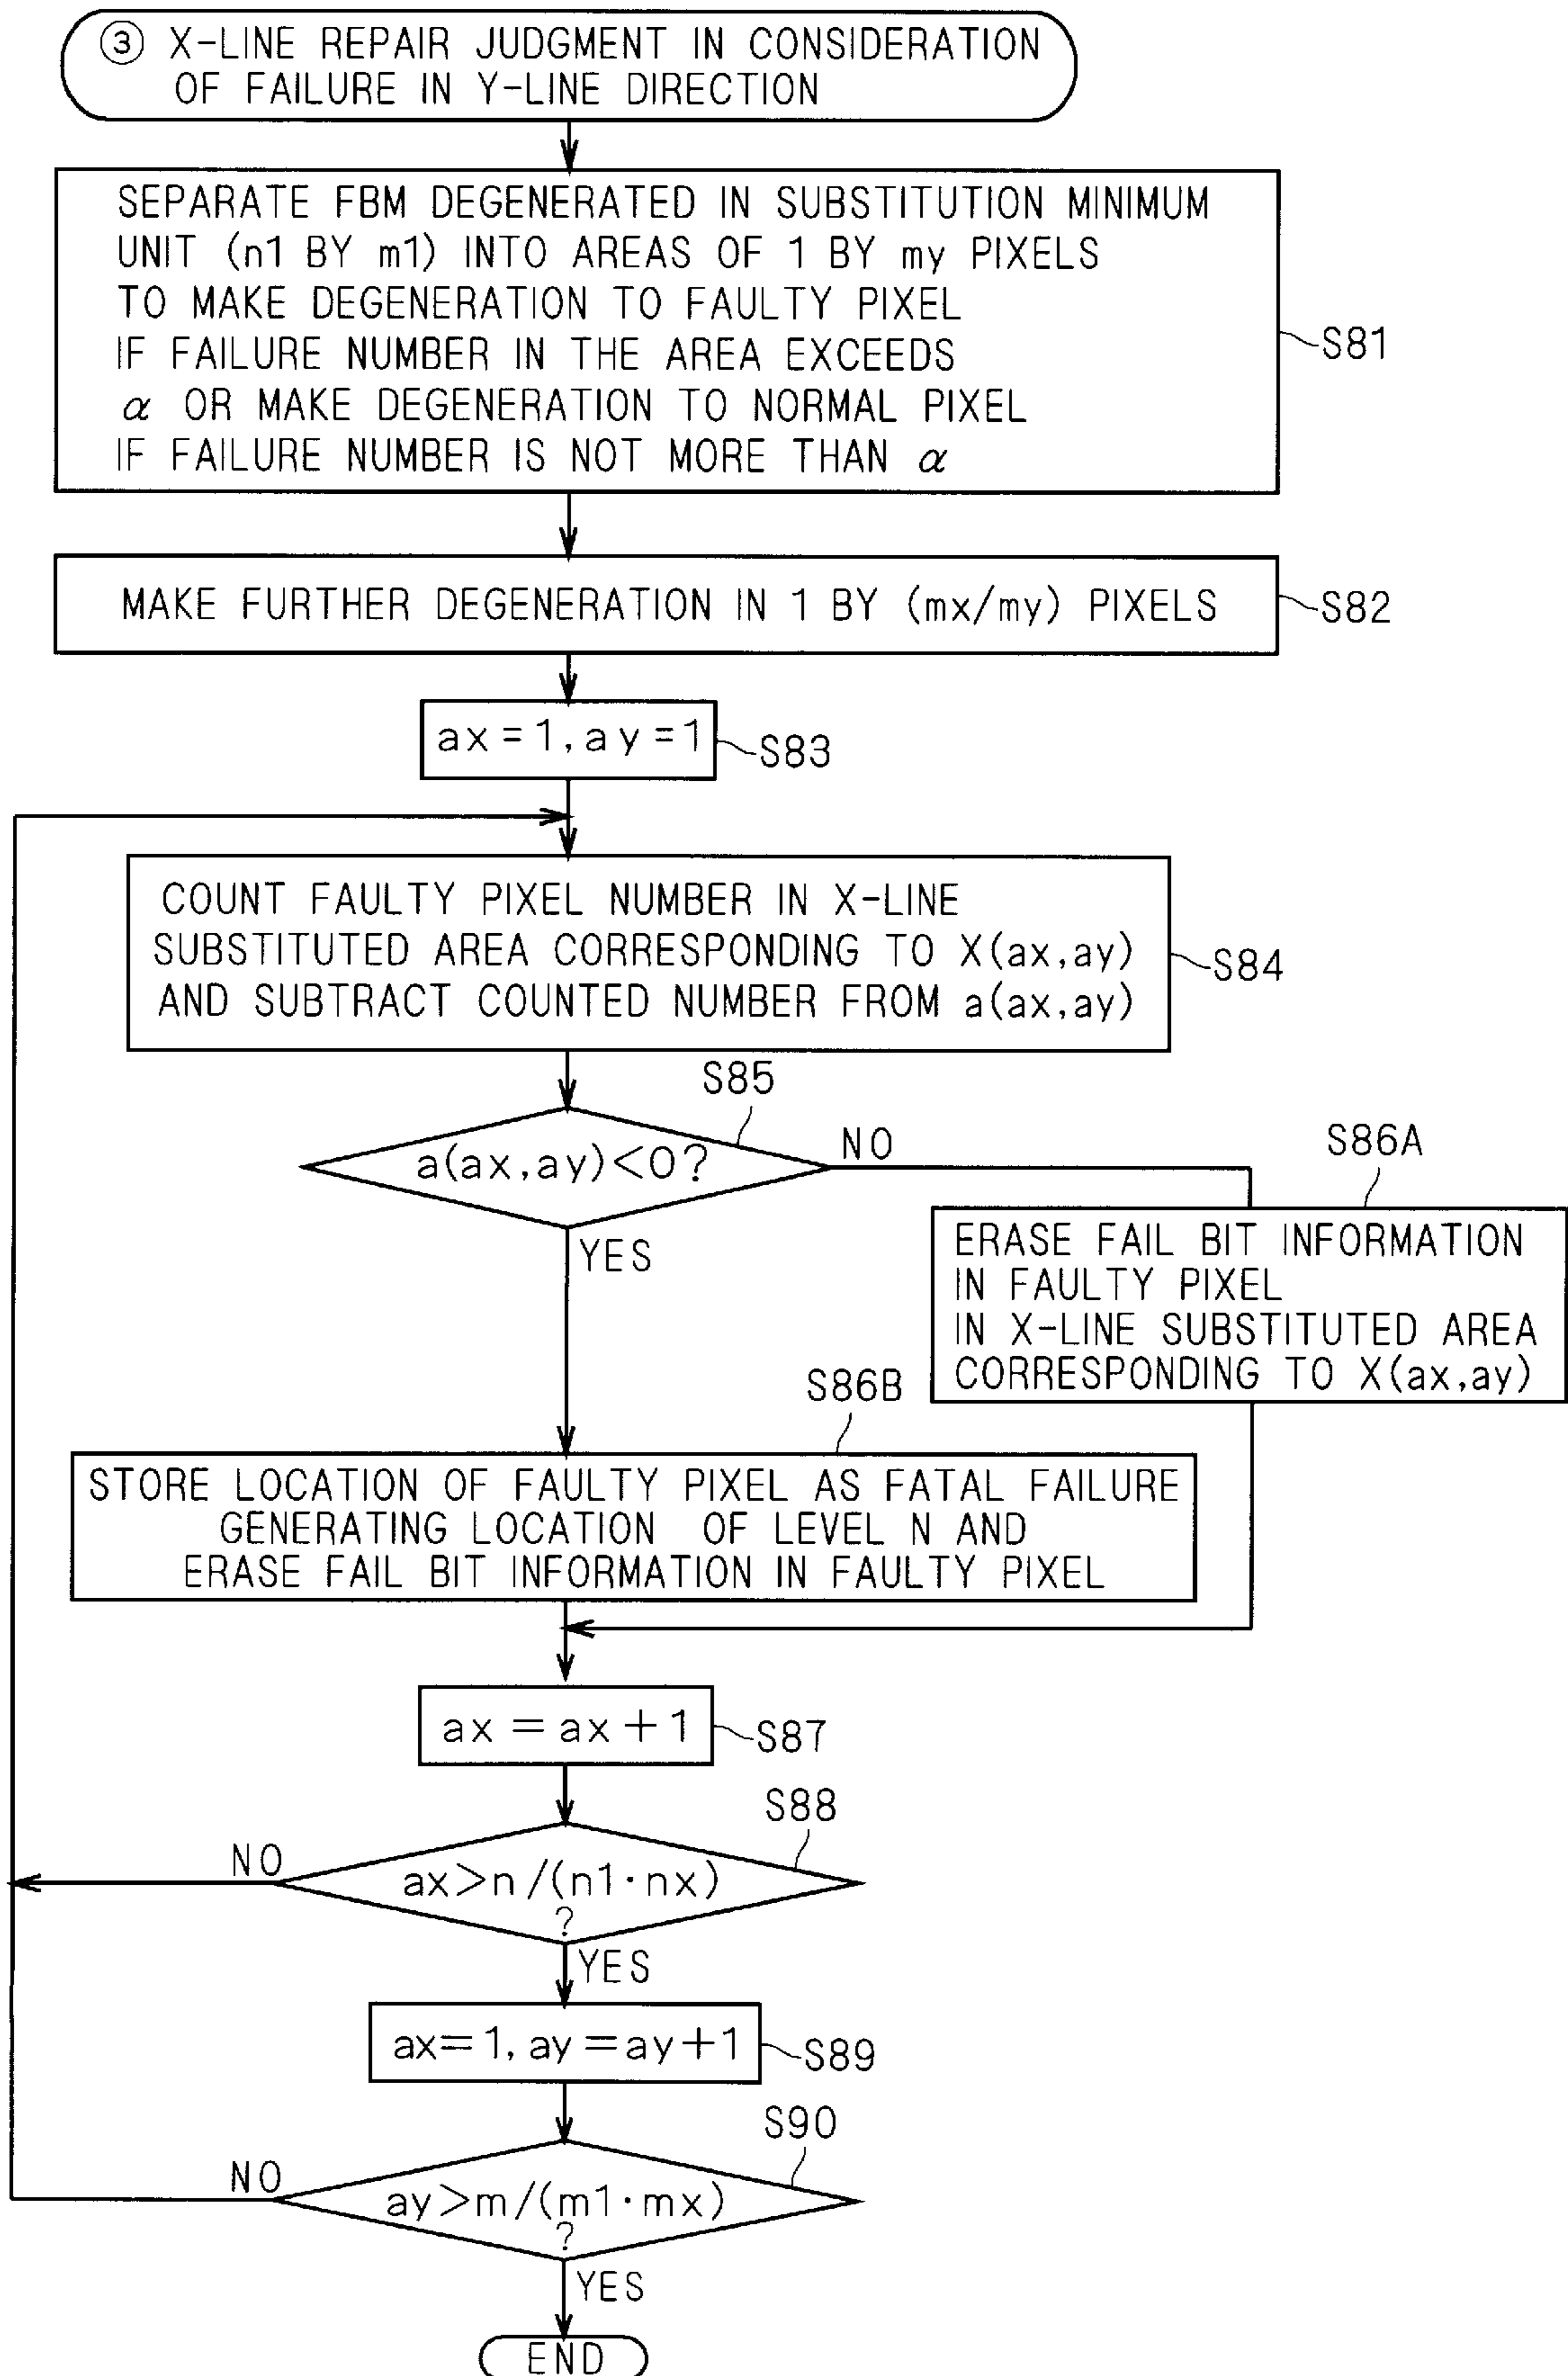 ③ X-LINE REPAIR JUDGMENT IN CONSIDERATION
OF FAILURE IN Y-LINE DIRECTION
SEPARATE FBM DEGENERATED IN SUBSTITUTION MINIMUM
UNIT (n1 BY m1) INTO AREAS OF 1 BY my PIXELS
TO MAKE DEGENERATION TO FAULTY PIXEL
IF FAILURE NUMBER IN THE AREA EXCEEDS
α OR MAKE DEGENERATION TO NORMAL PIXEL
IF FAILURE NUMBER IS NOT MORE THAN α
S81
MAKE FURTHER DEGENERATION IN 1 BY (mx/my) PIXELS
S82
ax=1,ay=1
S83
COUNT FAULTY PIXEL NUMBER IN X-LINE
SUBSTITUTED AREA CORRESPONDING TO X(ax,ay)
AND SUBTRACT COUNTED NUMBER FROM a(ax,ay)
S84
S85
a(ax,ay)<0?
NO
YES
S86A
ERASE FAIL BIT INFORMATION
IN FAULTY PIXEL
IN X-LINE SUBSTITUTED AREA
CORRESPONDING TO X(ax,ay)
S86B
STORE LOCATION OF FAULTY PIXEL AS FATAL FAILURE
GENERATING LOCATION OF LEVEL N AND
ERASE FAIL BIT INFORMATION IN FAULTY PIXEL
ax=ax+1
S87
S88
NO
ax>n/(n1·nx)
?
YES
ax=1,ay=ay+1
S89
S90
NO
ay>m/(m1·mx)
?
YES
END